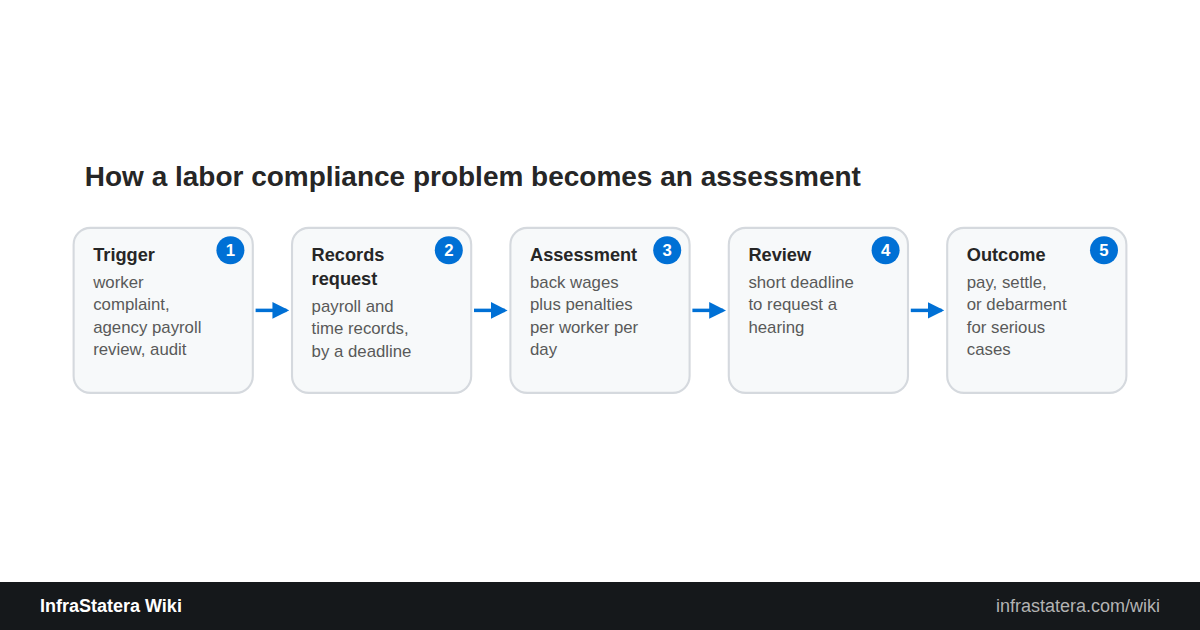 How a labor compliance problem becomes an assessment
1
Trigger
worker
complaint,
agency payroll
review, audit
2
Records
request
payroll and
time records,
by a deadline
3
Assessment
back wages
plus penalties
per worker per
day
4
Review
short deadline
to request a
hearing
5
Outcome
pay, settle,
or debarment
for serious
cases
InfraStatera Wiki
infrastatera.com/wiki